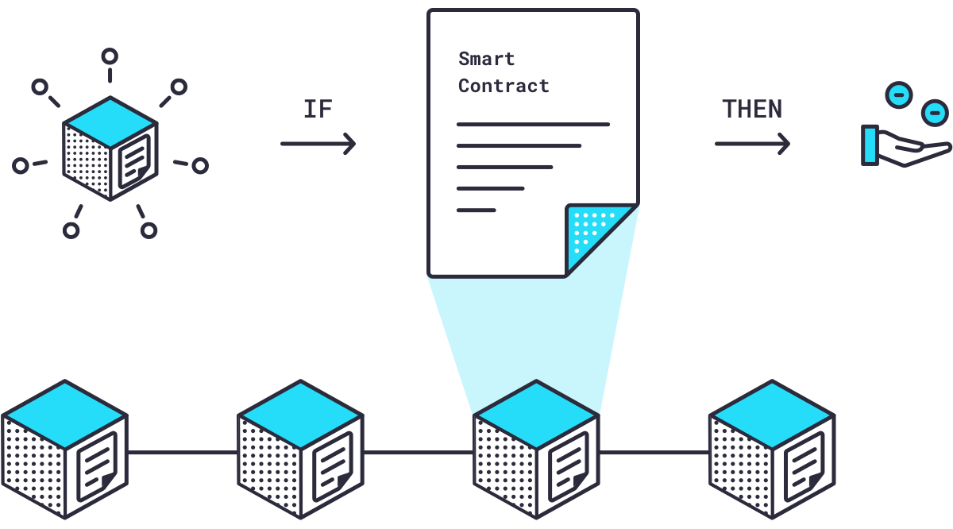 IF
Smart
Contract
THEN